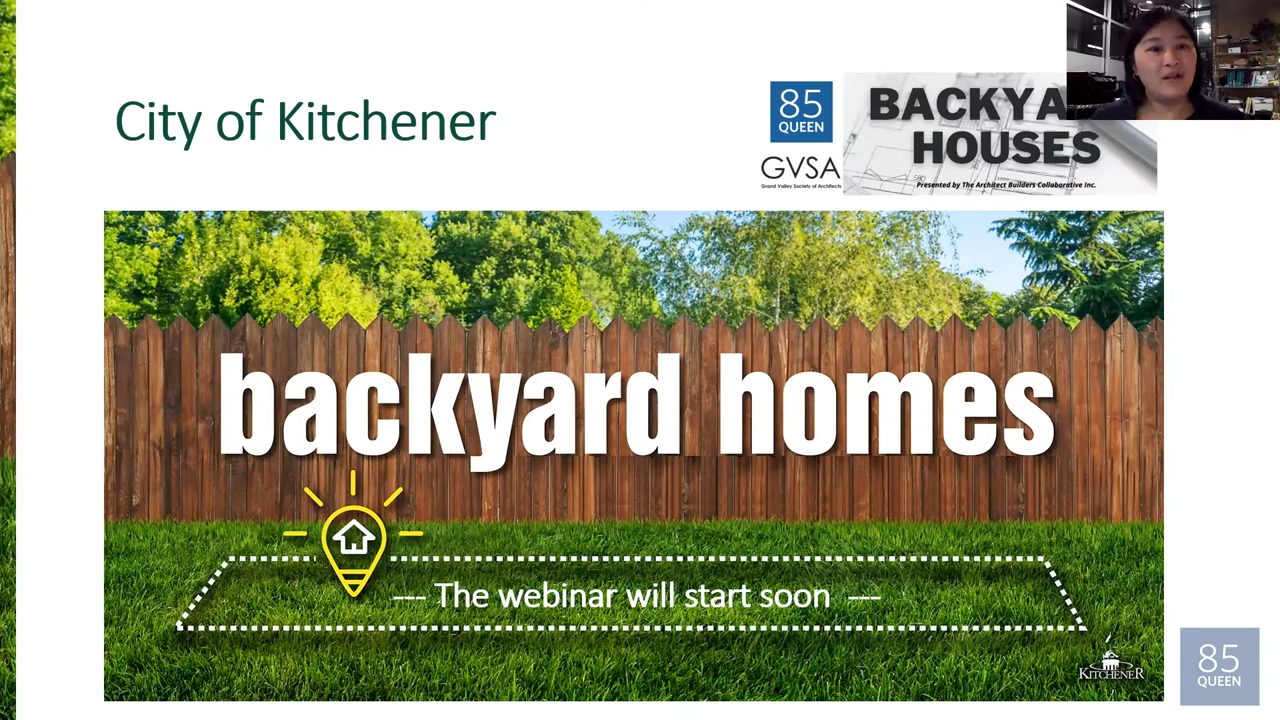 City of Kitchener
85
QUEEN
GVSA
Grand Valley Society of Architects
BACKYA
HOUSES
Presented by The Architect Builders Collaborative Inc.
backyard homes
--- The webinar will start soon ---
KITCHENER
85
QUEEN